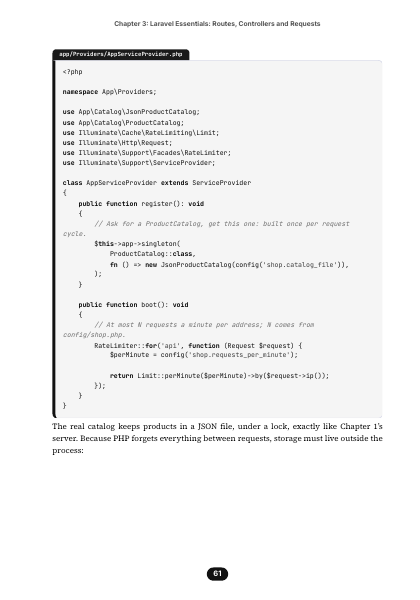 Chapter 3: Laravel Essentials: Routes, Controllers and Requests
app/Providers/AppServiceProvider.php
<?php
namespace App\Providers;
use App\Catalog\JsonProductCatalog;
use App\Catalog\ProductCatalog;
use Illuminate\Cache\RateLimiting\Limit;
use Illuminate\Http\Request;
use Illuminate\Support\Facades\RateLimiter;
use Illuminate\Support\ServiceProvider;
class AppServiceProvider extends ServiceProvider
{
    public function register(): void
    {
        // Ask for a ProductCatalog, get this one: built once per request
cycle.
        $this->app->singleton(
            ProductCatalog::class,
            fn () => new JsonProductCatalog(config('shop.catalog_file')),
        );
    }
    public function boot(): void
    {
        // At most N requests a minute per address; N comes from
config/shop.php.
        RateLimiter::for('api', function (Request $request) {
            $perMinute = config('shop.requests_per_minute');
            return Limit::perMinute($perMinute)->by($request->ip());
        });
    }
}
The real catalog keeps products in a JSON file, under a lock, exactly like Chapter 1's
server. Because PHP forgets everything between requests, storage must live outside the
process:
61